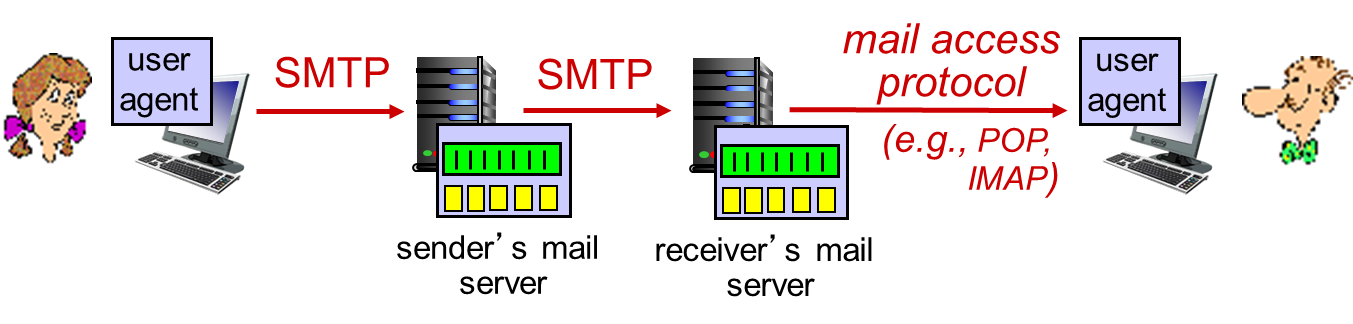 user
agent
SMTP
SMTP
mail access
protocol
(e.g., POP,
IMAP)
user
agent
sender's mail
server
receiver's mail
server